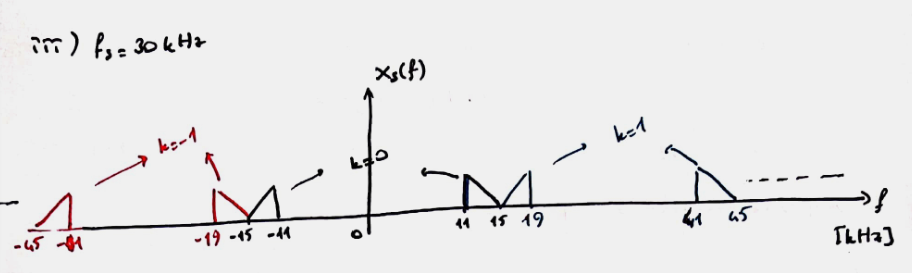 iii) fs = 30 kHz
Xs(f)
k=-1 k=0 k=1
-45 -41 -19 -15 -11 0 11 15 19 41 45 f
[kHz]